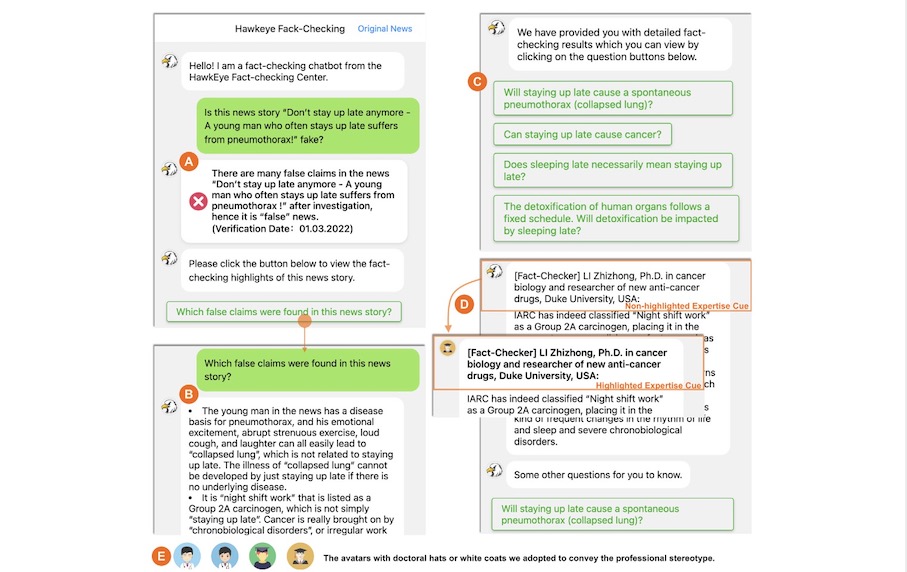 Hawkeye Fack-Checking
Original News
Hello! I am a fact-checking chatbot from the
HawkEye Fact-checking Center.
Is this news story “Don’t stay up late anymore -
A young man who often stays up late suffers
from pneumothorax!” fake?
A
There are many false claims in the news
“Don’t stay up late anymore - A young
man who often stays up late suffers from
pneumothorax !” after investigation,
hence it is “false” news.
(Verification Date：01.03.2022)
Please click the button below to view the fact-
checking highlights of this news story.
Which false claims were found in this news story?
Which false claims were found in this news
story?
B
• The young man in the news has a disease
basis for pneumothorax, and his emotional
excitement, abrupt strenuous exercise, loud
cough, and laughter can all easily lead to
“collapsed lung”, which is not related to staying
up late. The illness of “collapsed lung” cannot
be developed by just staying up late if there is
no underlying disease.
• It is “night shift work” that is listed as a
Group 2A carcinogen, which is not simply
“staying up late”. Cancer is really brought on by
“chronobiological disorders”, or irregular work
We have provided you with detailed fact-
checking results which you can view by
clicking on the question buttons below.
C
Will staying up late cause a spontaneous
pneumothorax (collapsed lung)?
Can staying up late cause cancer?
Does sleeping late necessarily mean staying up
late?
The detoxification of human organs follows a
fixed schedule. Will detoxification be impacted
by sleeping late?
D
[Fact-Checker] LI Zhizhong, Ph.D. in cancer
biology and researcher of new anti-cancer
drugs, Duke University, USA:
Non-highlighted Expertise Cue
IARC has indeed classified “Night shift work”
as a Group 2A carcinogen, placing it in the
[Fact-Checker] LI Zhizhong, Ph.D. in cancer
biology and researcher of new anti-cancer
drugs, Duke University, USA:
Highlighted Expertise Cue
IARC has indeed classified “Night shift work”
as a Group 2A carcinogen, placing it in the
kind of frequent changes in the rhythm of life
and sleep and severe chronobiological
disorders.
Some other questions for you to know.
Will staying up late cause a spontaneous
pneumothorax (collapsed lung)?
E
The avatars with doctoral hats or white coats we adopted to convey the professional stereotype.